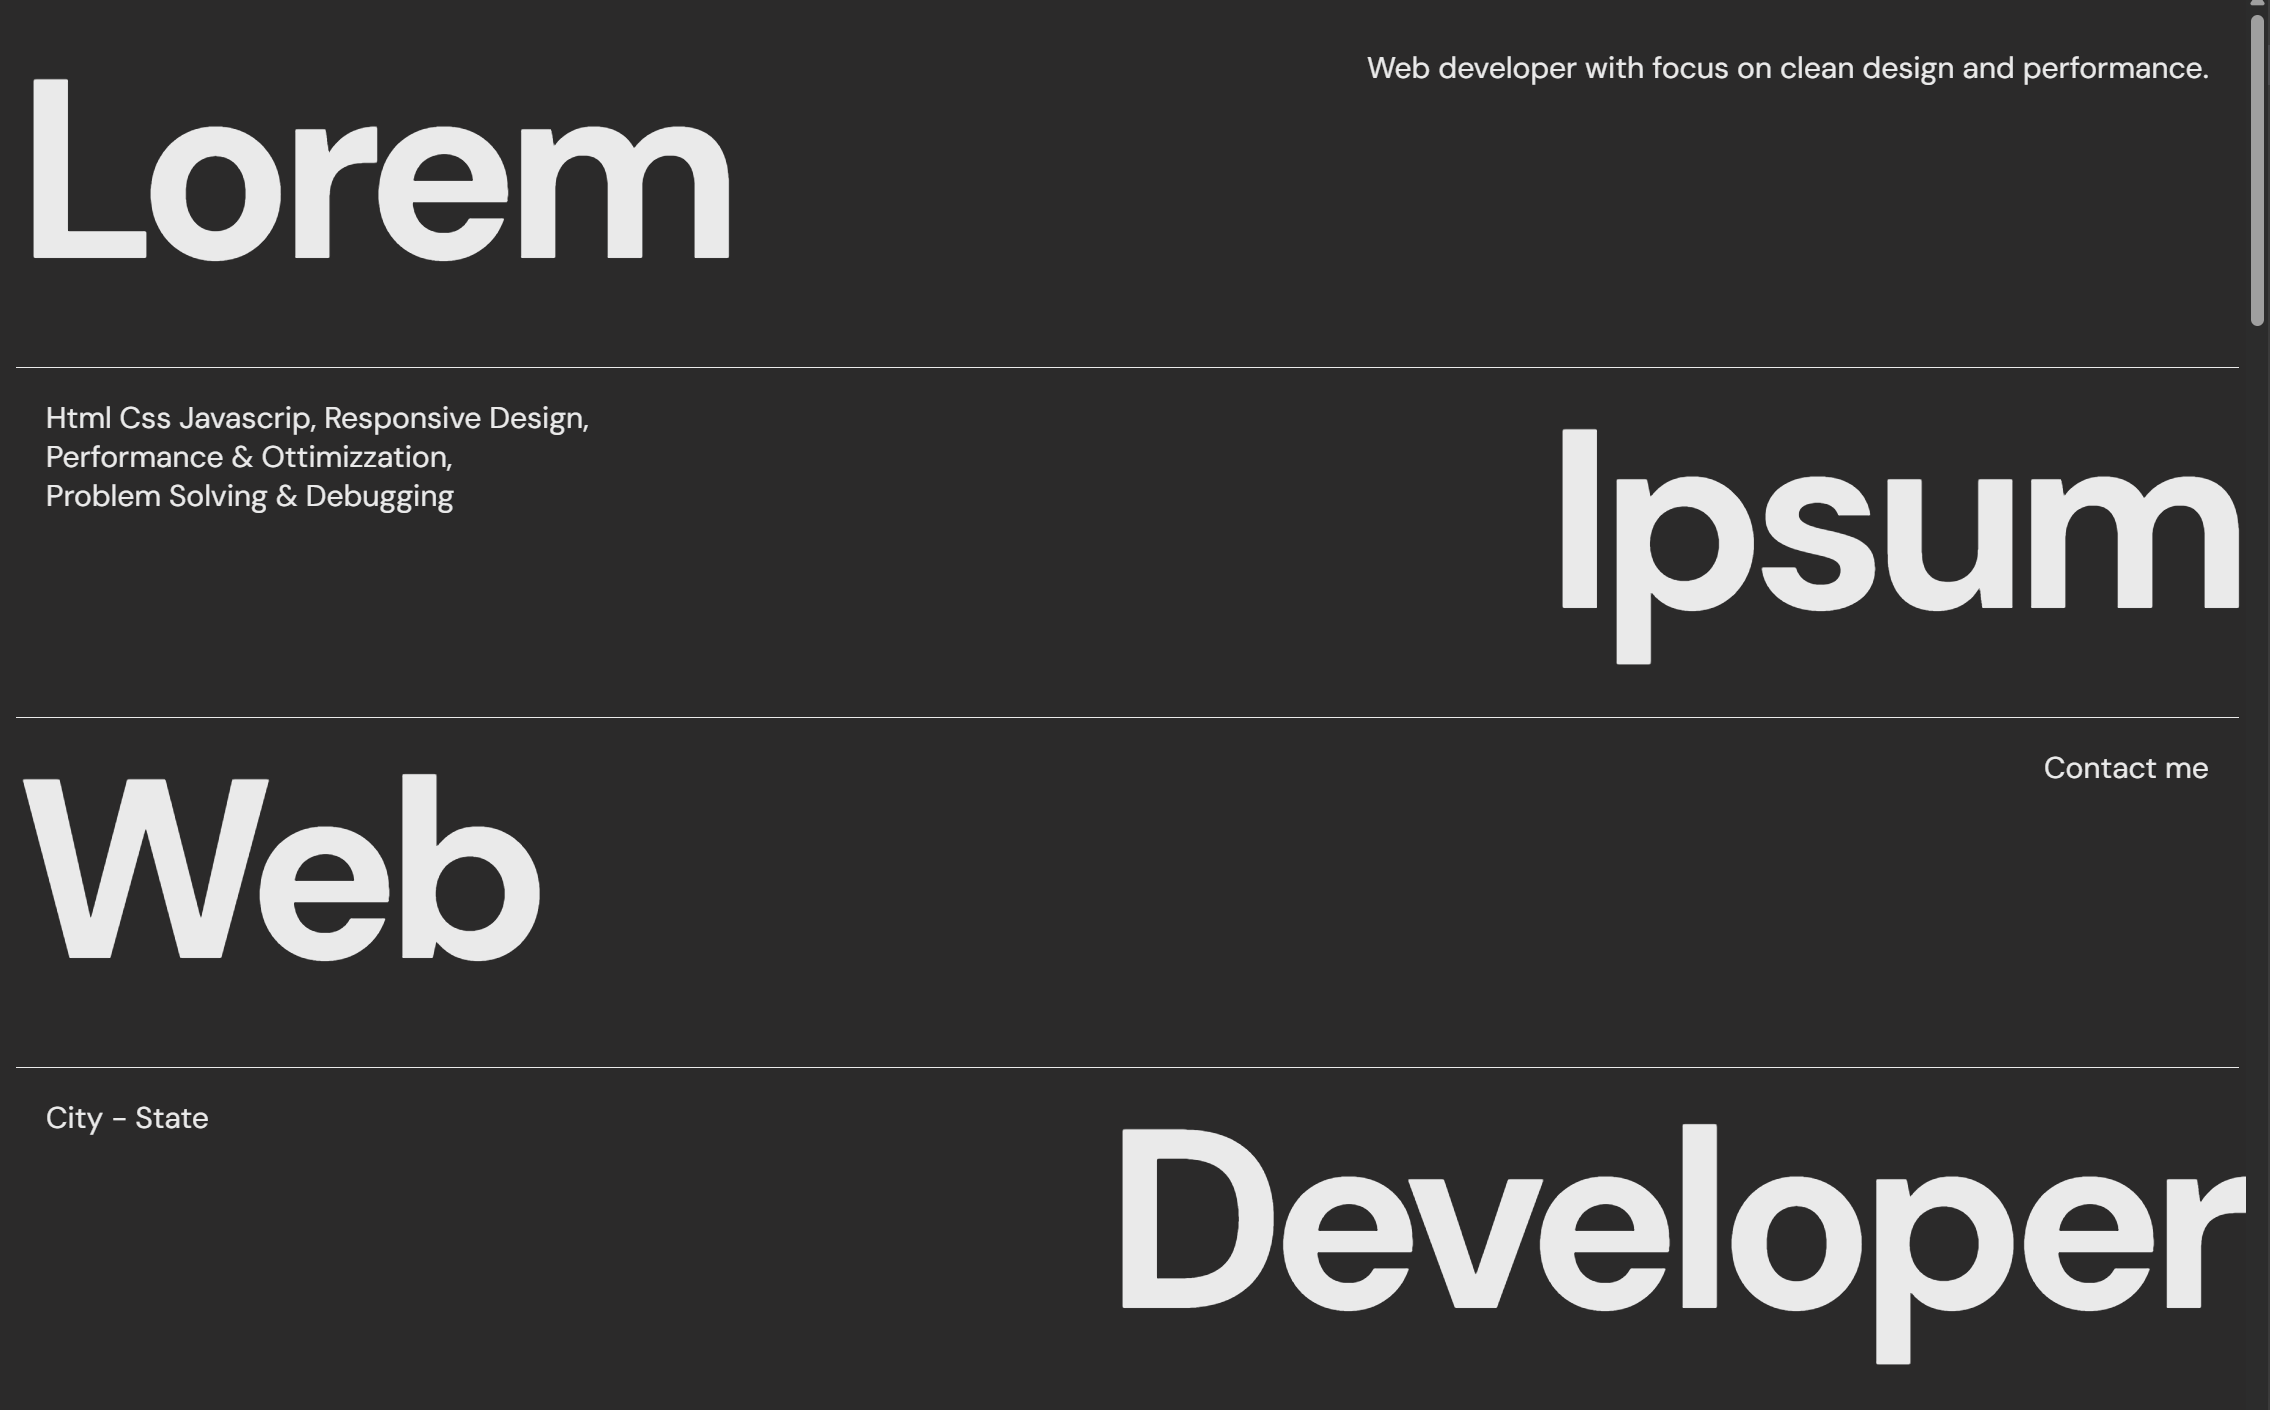 Lorem
Web developer with focus on clean design and performance.
Html Css Javascrip, Responsive Design,
Performance & Ottimizzation,
Problem Solving & Debugging
Ipsum
Web
Contact me
City - State
Developer